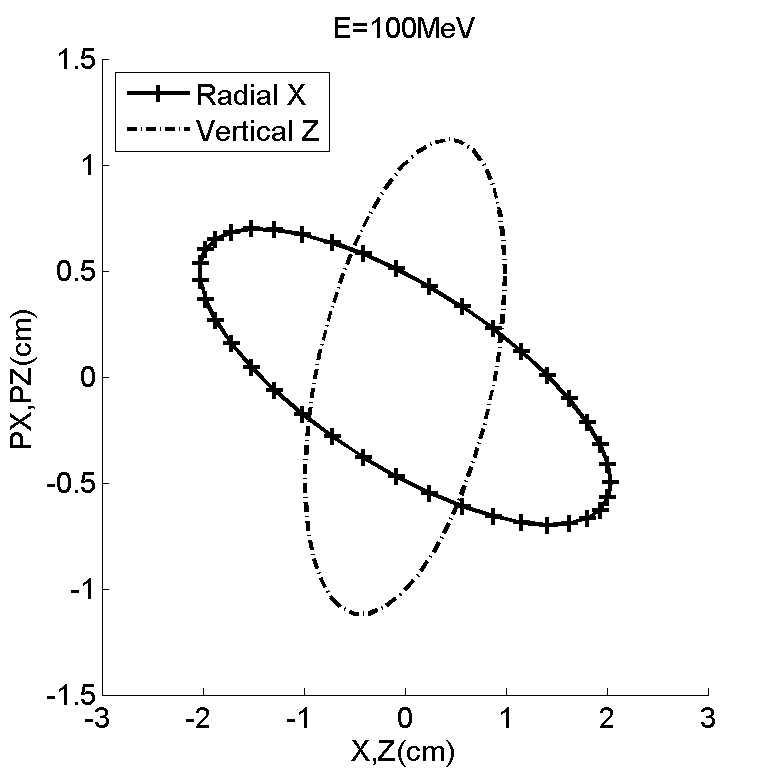 E=100MeV
Radial X
Vertical Z
1.5
1
0.5
0
-0.5
-1
-1.5
PX,PZ(cm)
-3 -2 -1 0 1 2 3
X,Z(cm)